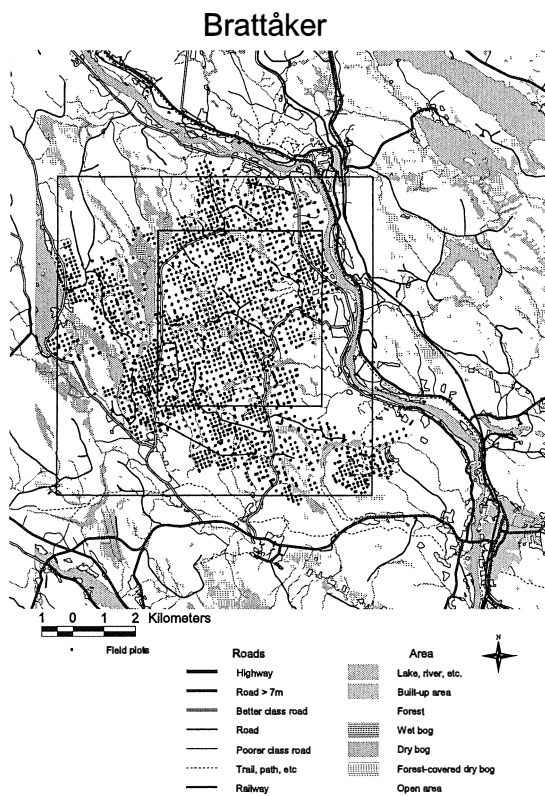 Brattåker
1 0 1 2 Kilometers
Field plots
N
Roads
Highway
Road > 7m
Better class road
Road
Poorer class road
Trail, path, etc
Railway
Area
Lake, river, etc.
Built-up area
Forest
Wet bog
Dry bog
Forest-covered dry bog
Open area